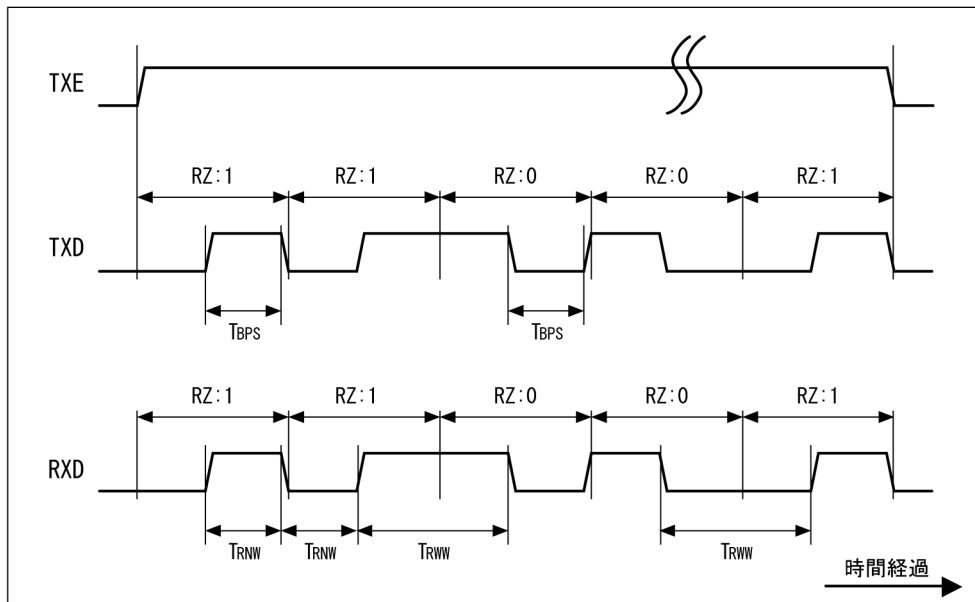 TXE
RZ:1 RZ:1 RZ:0 RZ:0 RZ:1
TXD
TBPS TBPS
RZ:1 RZ:1 RZ:0 RZ:0 RZ:1
RXD
TRNW TRNW TRWW TRWW
時間経過